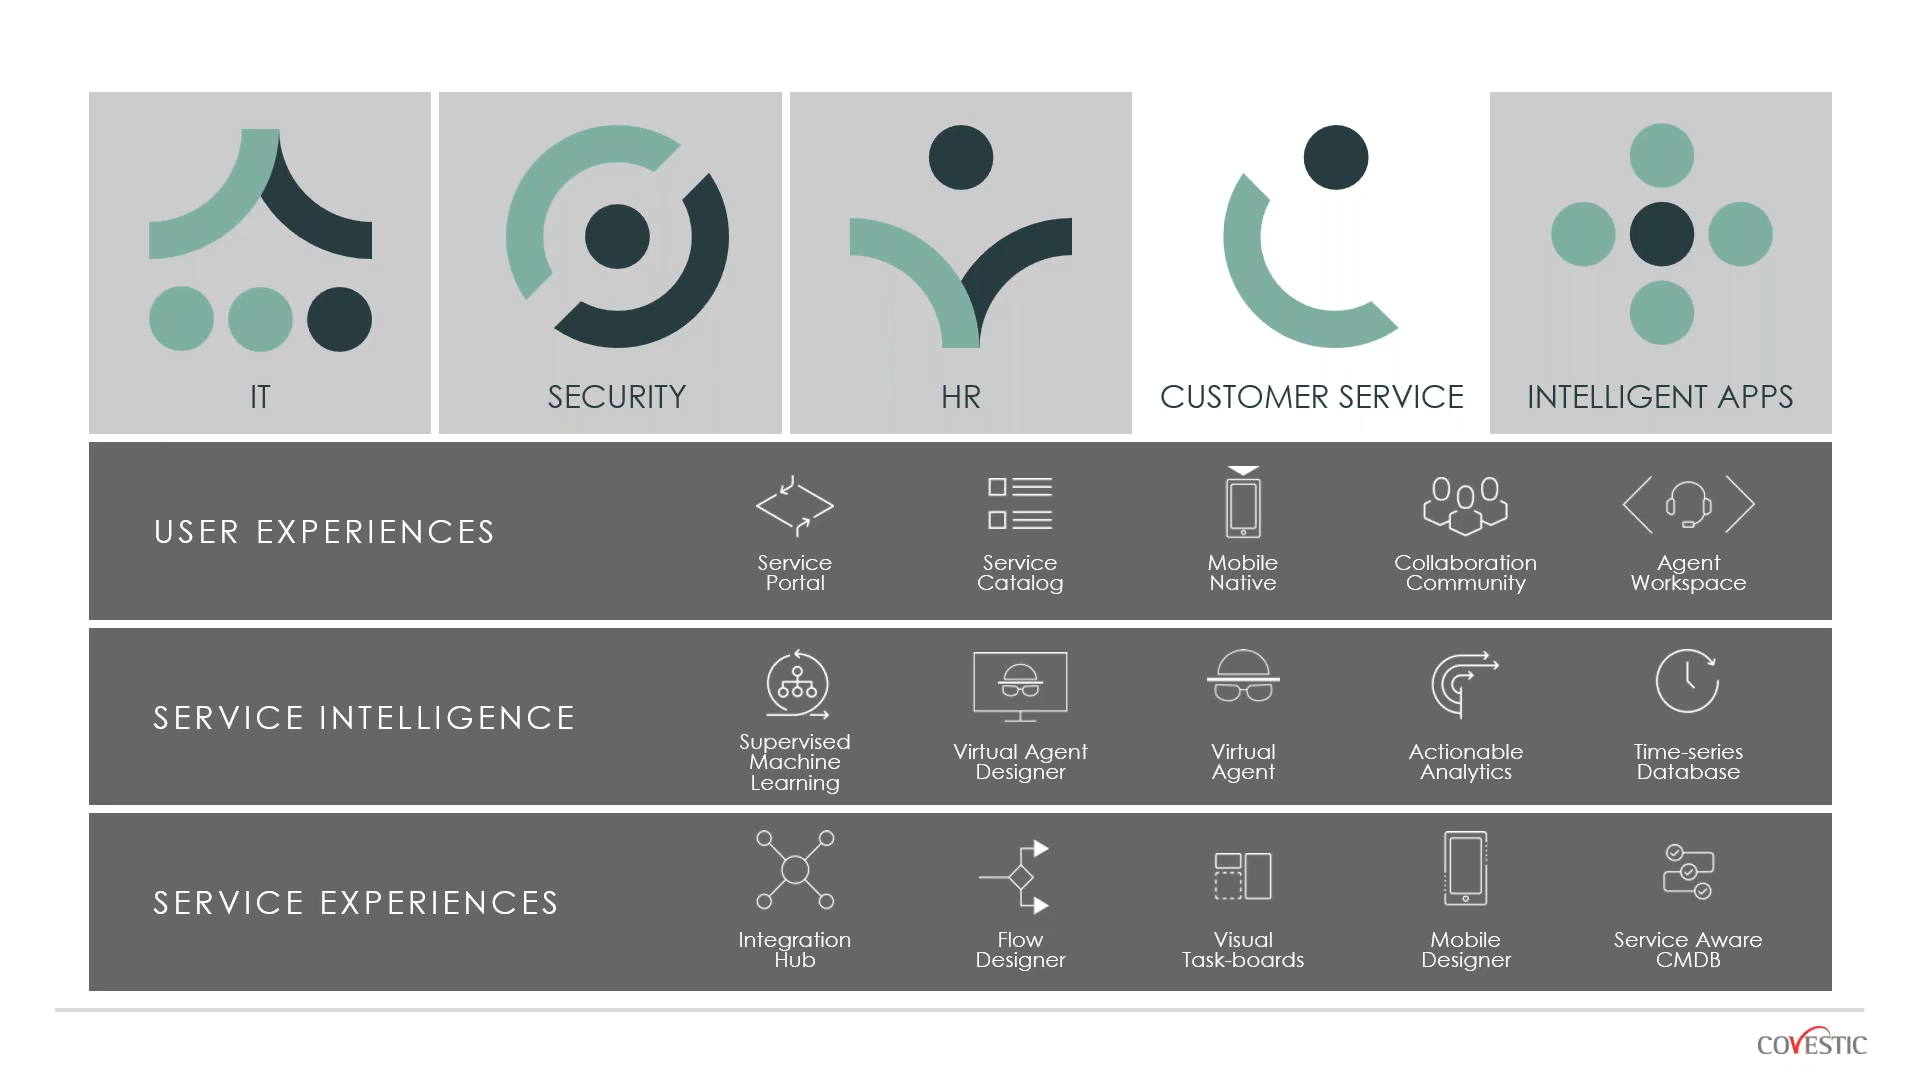 IT
SECURITY
HR
CUSTOMER SERVICE
INTELLIGENT APPS
USER EXPERIENCES
Service
Portal
Service
Catalog
Mobile
Native
Collaboration
Community
Agent
Workspace
SERVICE INTELLIGENCE
Supervised
Machine
Learning
Virtual Agent
Designer
Virtual
Agent
Actionable
Analytics
Time-series
Database
SERVICE EXPERIENCES
Integration
Hub
Flow
Designer
Visual
Task-boards
Mobile
Designer
Service Aware
CMDB
COVESTIC